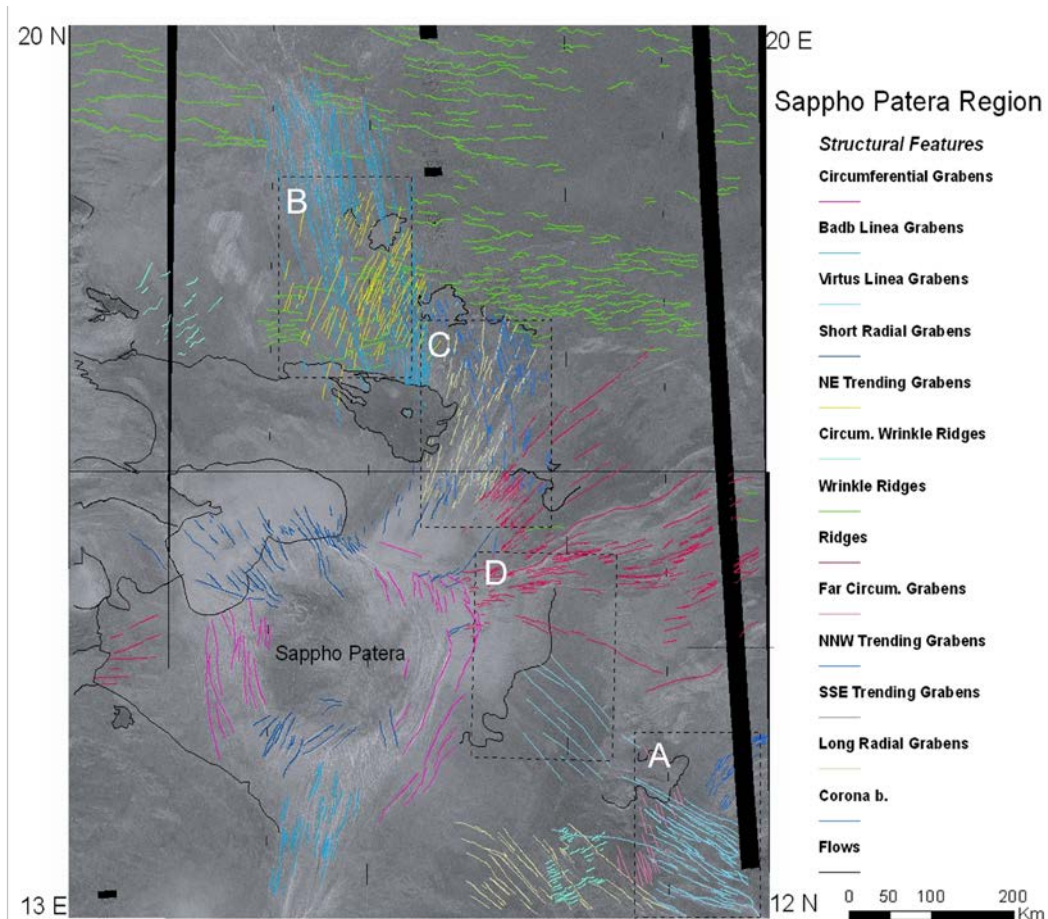 20 N
20 E
Sappho Patera Region
Structural Features
Circumferential Grabens
Badb Linea Grabens
B
Virtus Linea Grabens
Short Radial Grabens
NE Trending Grabens
C
Circum. Wrinkle Ridges
Wrinkle Ridges
Ridges
D
Far Circum. Grabens
Sappho Patera
NNW Trending Grabens
SSE Trending Grabens
A
Long Radial Grabens
Corona b.
Flows
13 E
12 N
0 50 100 200
Km